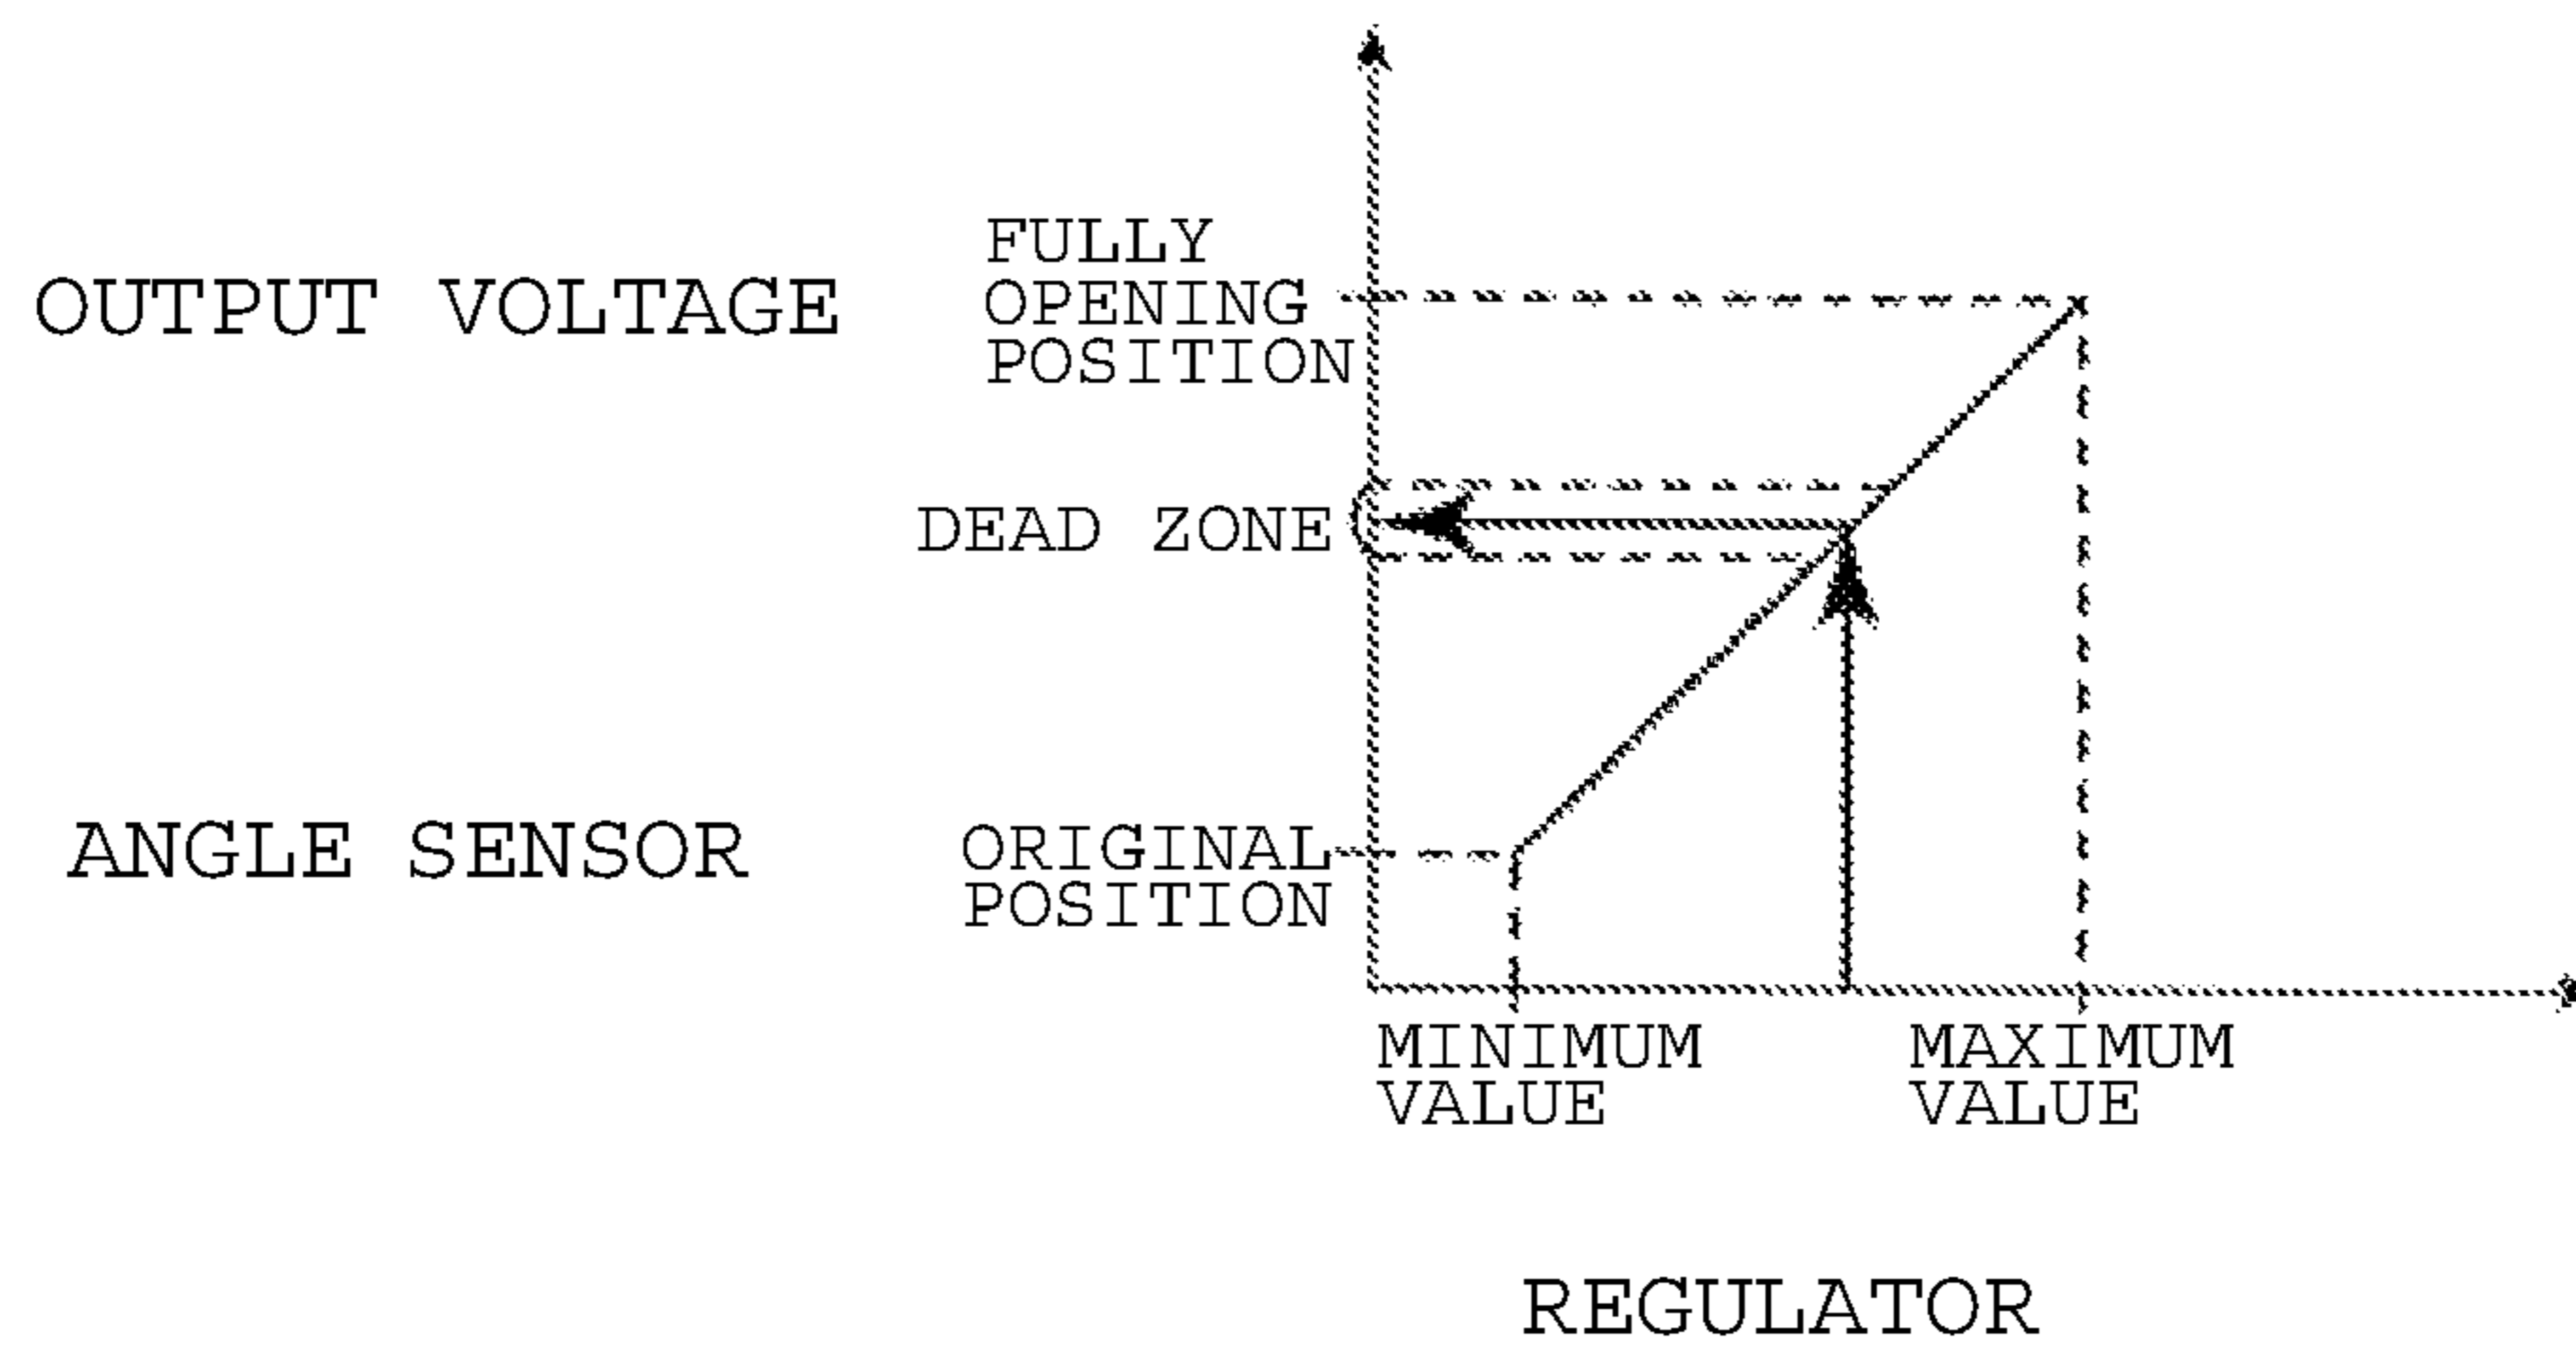 FULLY
OPENING
POSITION
OUTPUT VOLTAGE
DEAD ZONE
ANGLE SENSOR
ORIGINAL
POSITION
MINIMUM
VALUE
MAXIMUM
VALUE
REGULATOR